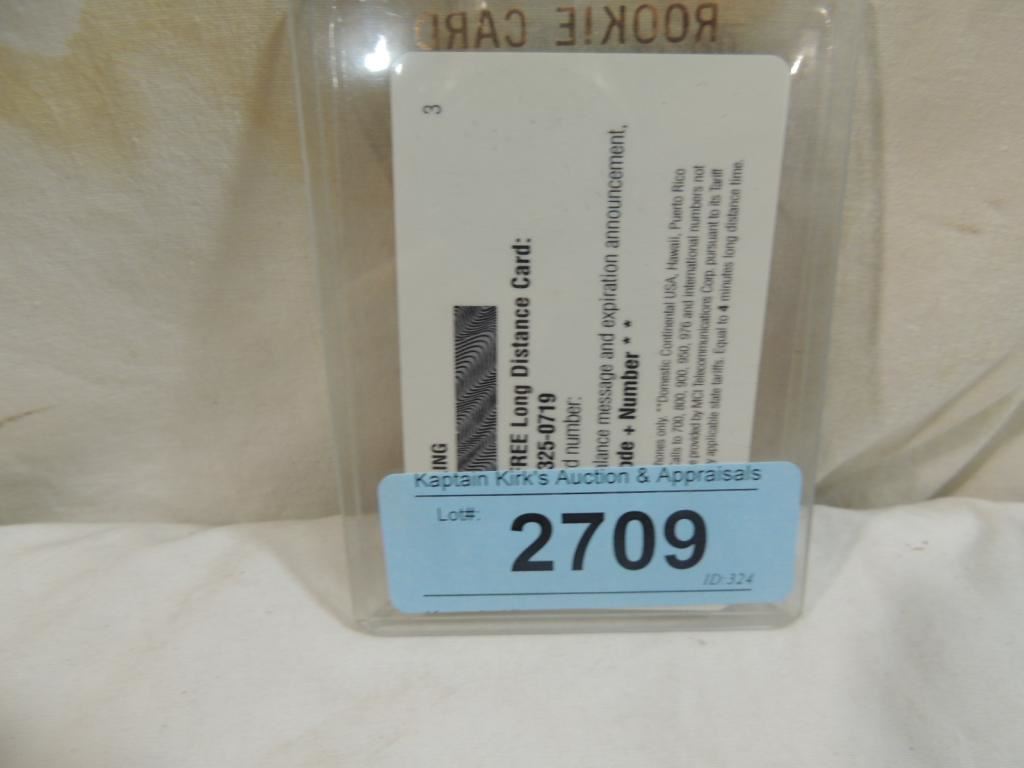 ROOKIE CARD
3
ING
FREE Long Distance Card:
325-0719
d number:
alance message and expiration announcement,
ode + Number * *
ones only. **Domestic Continental USA, Hawaii, Puerto Rico
alls to 700, 800, 900, 950, 976 and international numbers not
e provided by MCI Telecommunications Corp. pursuant to its Tariff
y applicable state tariffs. Equal to 4 minutes long distance time.
Kaptain Kirk's Auction & Appraisals
Lot#:
2709
ID:324